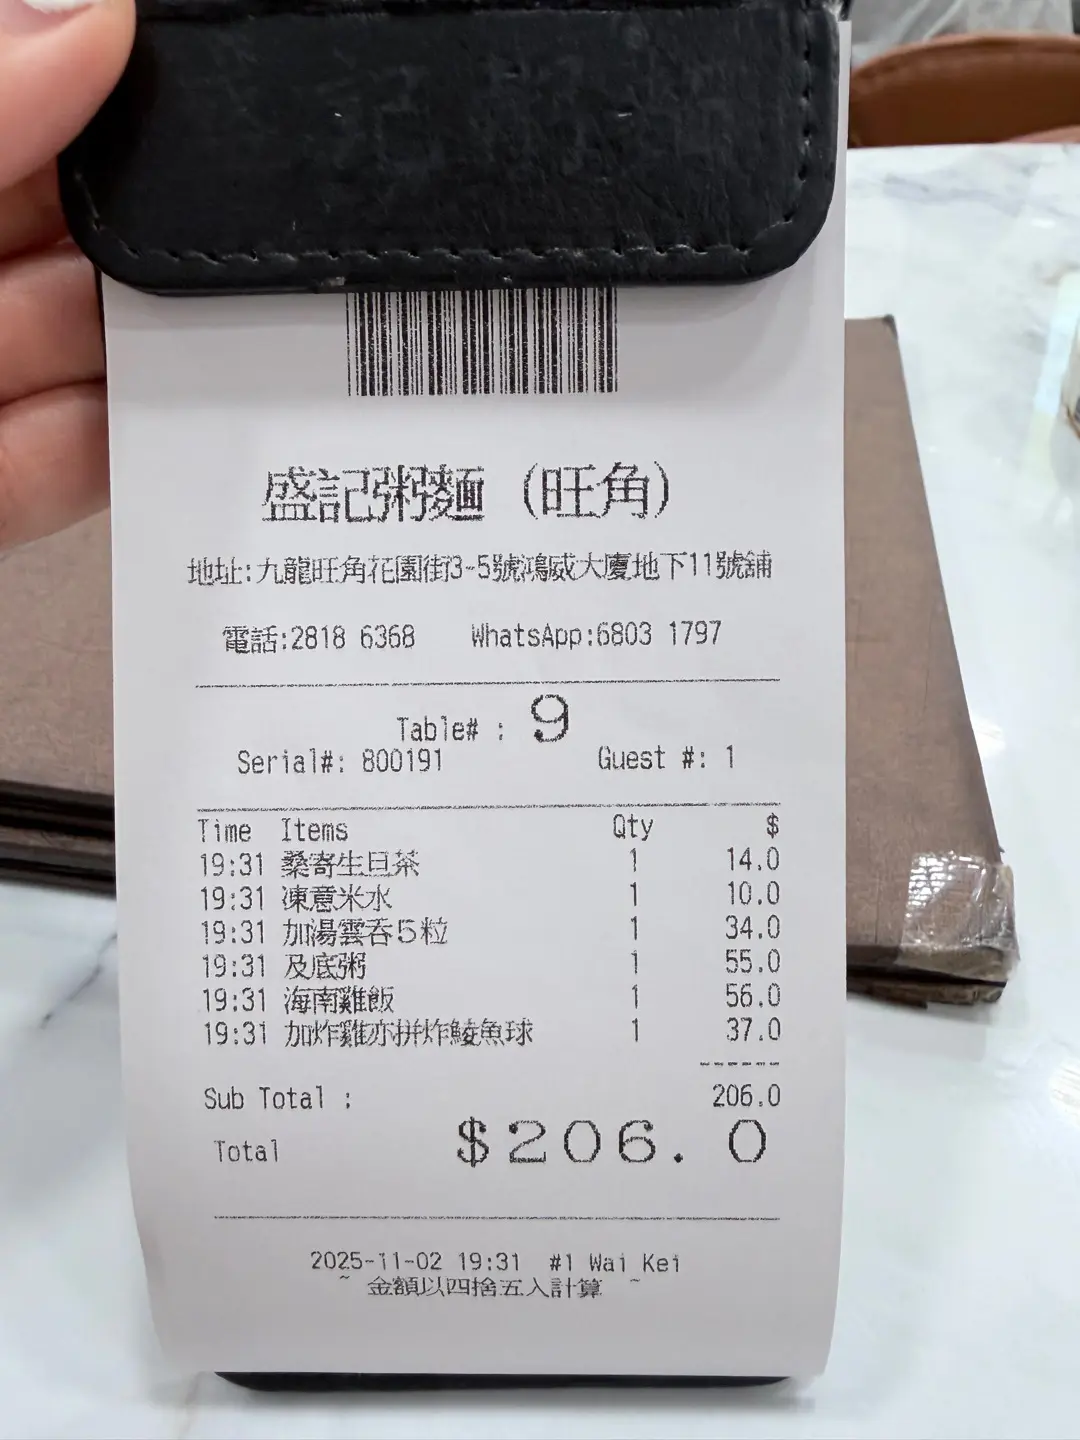 盛記粥麵 (旺角)
地址:九龍旺角花園街3-5號鴻威大廈地下11號舖
電話:2818 6368 WhatsApp:6803 1797
Table# : 9
Serial#: 800191 Guest #: 1
Time Items Qty $
19:31 桑寄生旦茶 1 14.0
19:31 凍意米水 1 10.0
19:31 加湯雲吞5粒 1 34.0
19:31 及底粥 1 55.0
19:31 海南雞飯 1 56.0
19:31 加炸雞亦拼炸鯪魚球 1 37.0
Sub Total : 206.0
Total $206.0
2025-11-02 19:31 #1 Wai Kei
~ 金額以四捨五入計算 ~